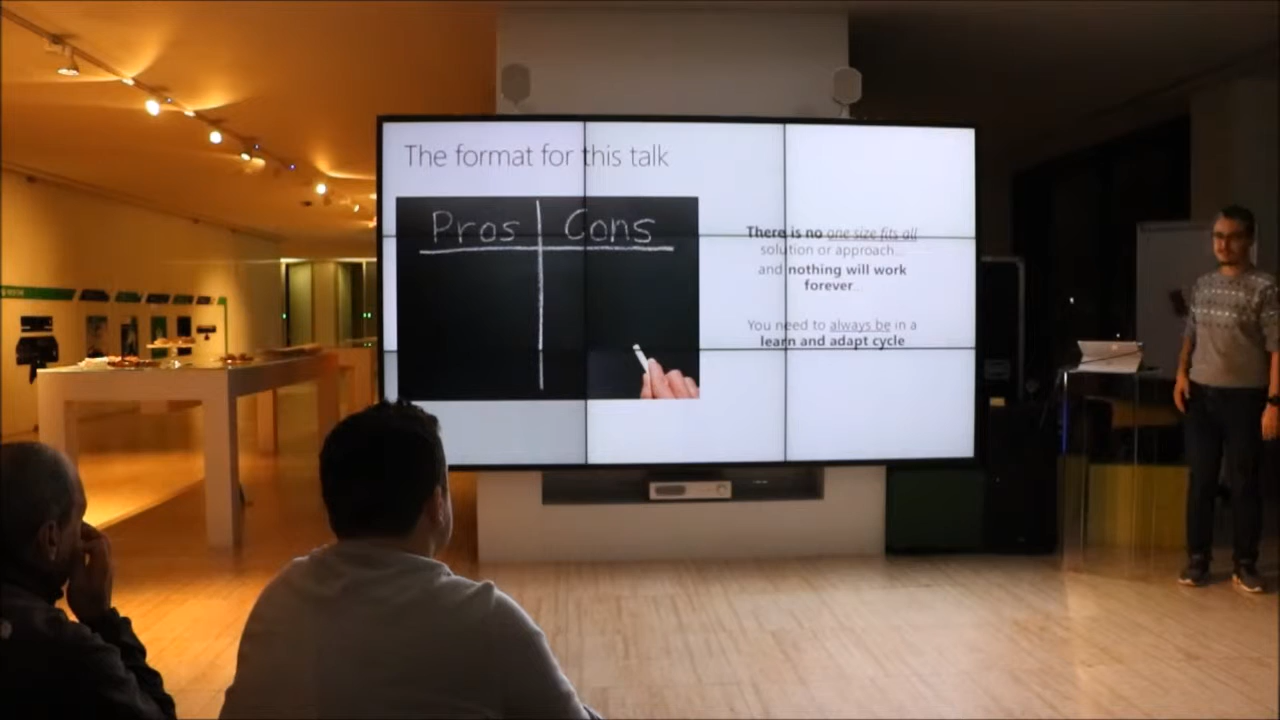 The format for this talk
Pros Cons
There is no one size fits all
solution or approach...
and nothing will work
forever...
You need to always be in a
learn and adapt cycle